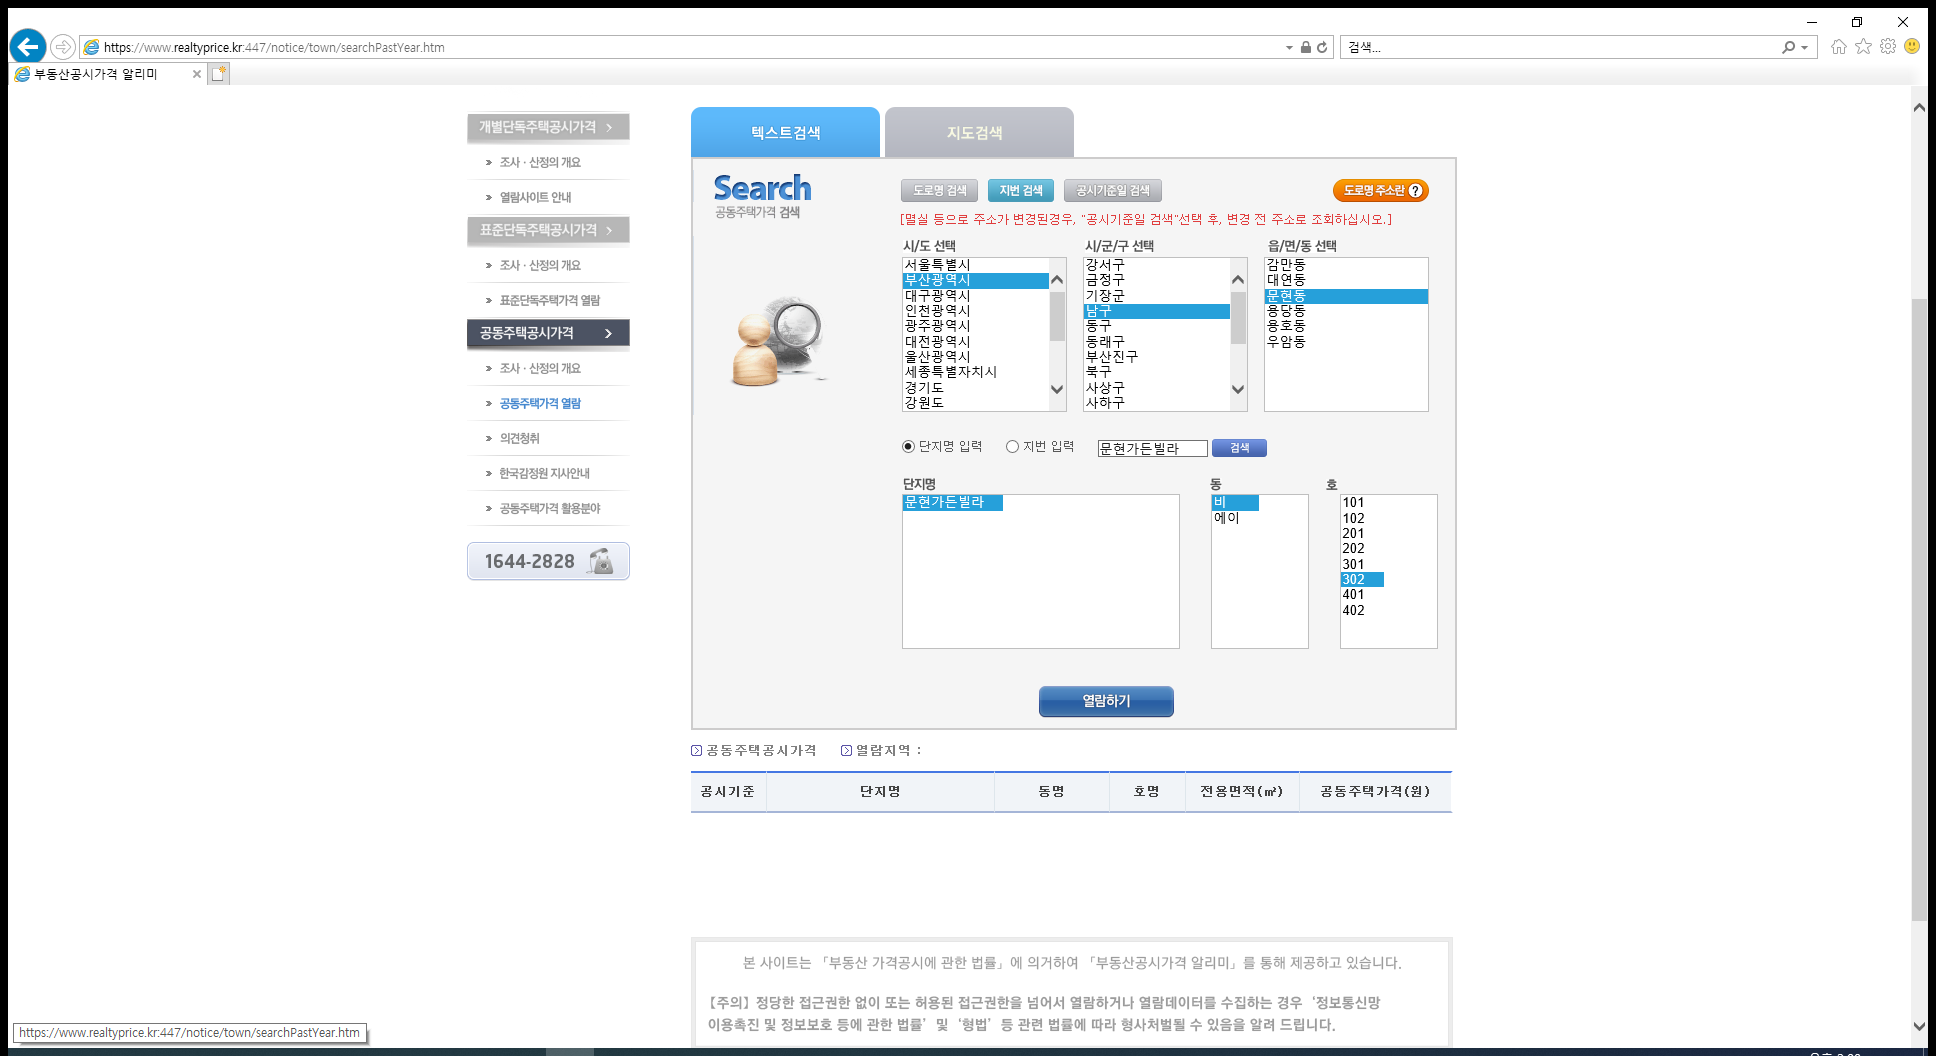 https://www.realtyprice.kr:447/notice/town/searchPastYear.htm
검색...
부동산공시가격 알리미
개별단독주택공시가격
조사 · 산정의 개요
열람사이트 안내
표준단독주택공시가격
조사 · 산정의 개요
표준단독주택가격 열람
공동주택공시가격
조사 · 산정의 개요
공동주택가격 열람
의견청취
한국감정원 지사안내
공동주택가격 활용분야
1644-2828
텍스트검색
지도검색
Search
공동주택가격 검색
도로명 검색
지번 검색
공시기준일 검색
도로명 주소란 ?
[멸실 등으로 주소가 변경된경우, "공시기준일 검색"선택 후, 변경 전 주소로 조회하십시오.]
시/도 선택
서울특별시
부산광역시
대구광역시
인천광역시
광주광역시
대전광역시
울산광역시
세종특별자치시
경기도
강원도
시/군/구 선택
강서구
금정구
기장군
남구
동구
동래구
부산진구
북구
사상구
사하구
읍/면/동 선택
감만동
대연동
문현동
용당동
용호동
우암동
단지명 입력
지번 입력
문현가든빌라
검색
단지명
문현가든빌라
동
비
에이
호
101
102
201
202
301
302
401
402
열람하기
공동주택공시가격
열람지역 :
공시기준
단지명
동명
호명
전용면적(㎡)
공동주택가격(원)
본 사이트는 「부동산 가격공시에 관한 법률」에 의거하여 「부동산공시가격 알리미」를 통해 제공하고 있습니다.
【주의】 정당한 접근권한 없이 또는 허용된 접근권한을 넘어서 열람하거나 열람데이터를 수집하는 경우 ‘정보통신망
이용촉진 및 정보보호 등에 관한 법률’ 및 ‘형법’ 등 관련 법률에 따라 형사처벌될 수 있음을 알려 드립니다.
https://www.realtyprice.kr:447/notice/town/searchPastYear.htm